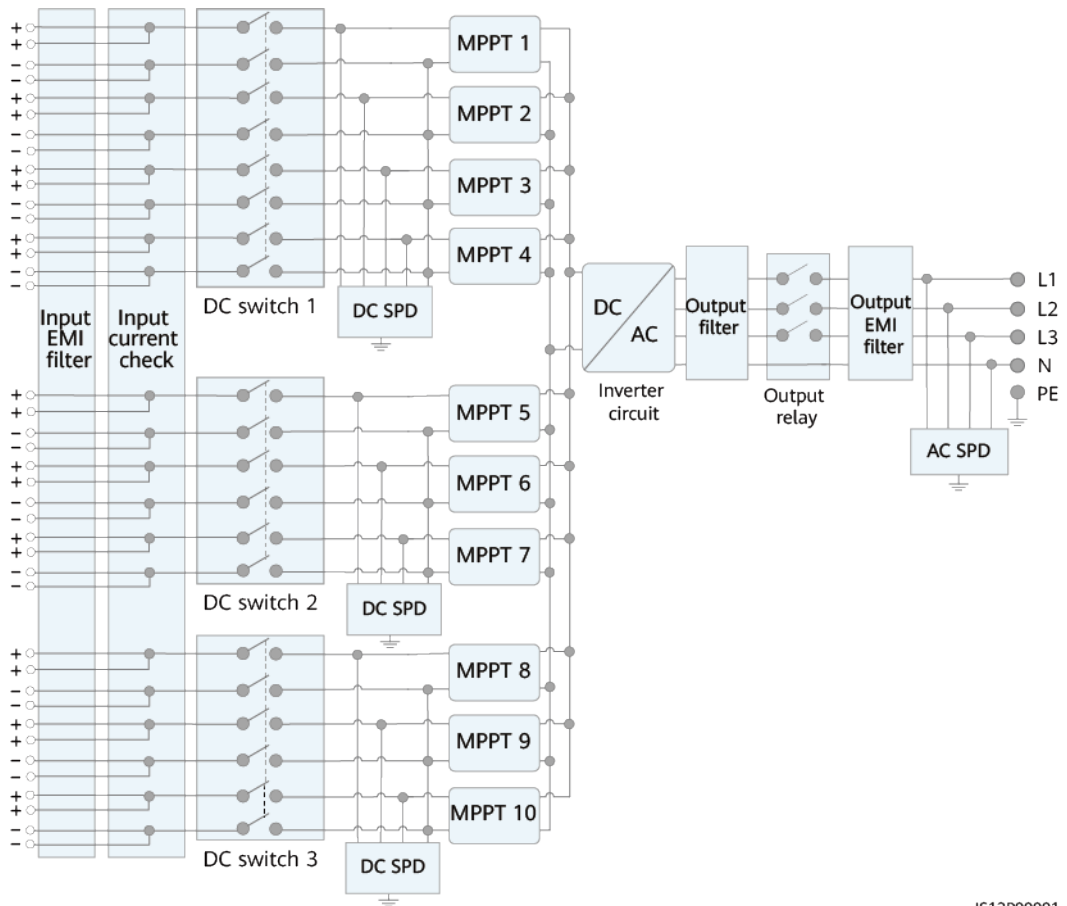 +
+
−
−
+
+
−
−
+
+
−
−
+
+
−
−
MPPT 1
MPPT 2
MPPT 3
MPPT 4
DC switch 1
DC SPD
Input
EMI
filter
Input
current
check
+
+
−
−
+
+
−
−
+
+
−
−
MPPT 5
MPPT 6
MPPT 7
DC switch 2
DC SPD
+
+
−
−
+
+
−
−
+
+
−
−
MPPT 8
MPPT 9
MPPT 10
DC switch 3
DC SPD
DC
AC
Inverter
circuit
Output
filter
Output
relay
Output
EMI
filter
L1
L2
L3
N
PE
AC SPD